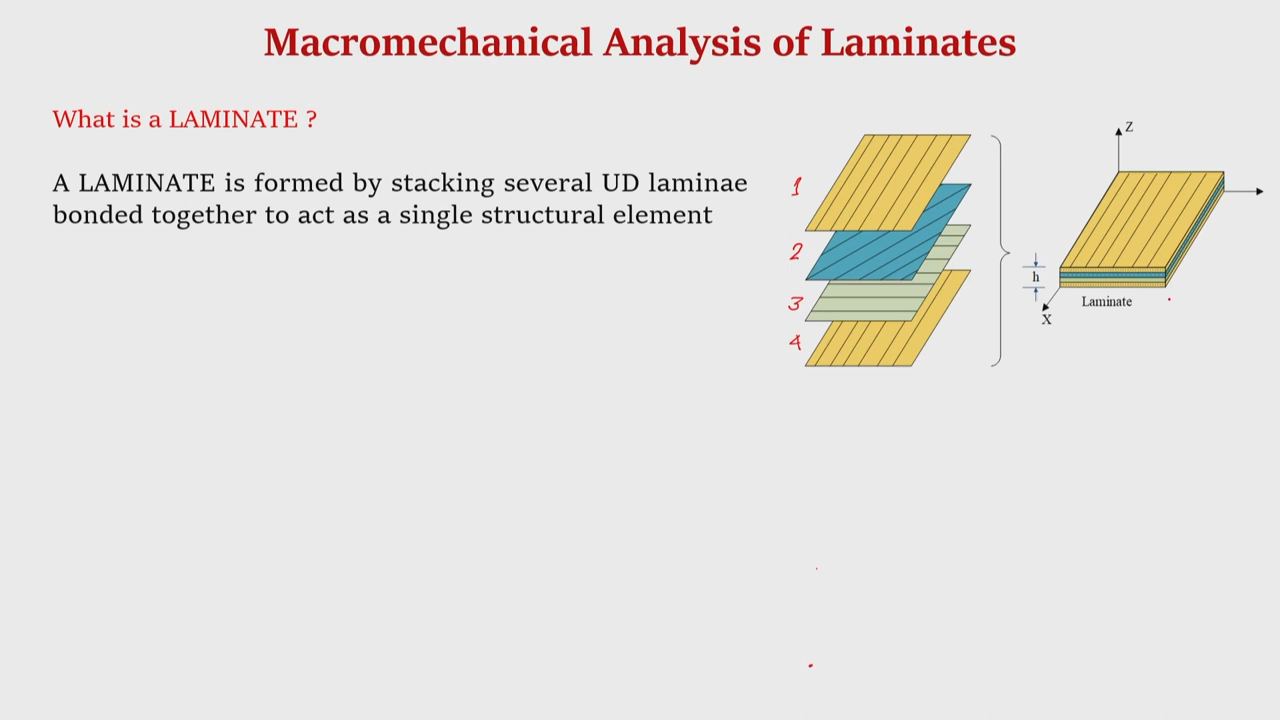 Macromechanical Analysis of Laminates
What is a LAMINATE ?
A LAMINATE is formed by stacking several UD laminae
bonded together to act as a single structural element
1
2
3
4
Z
h
Laminate
X